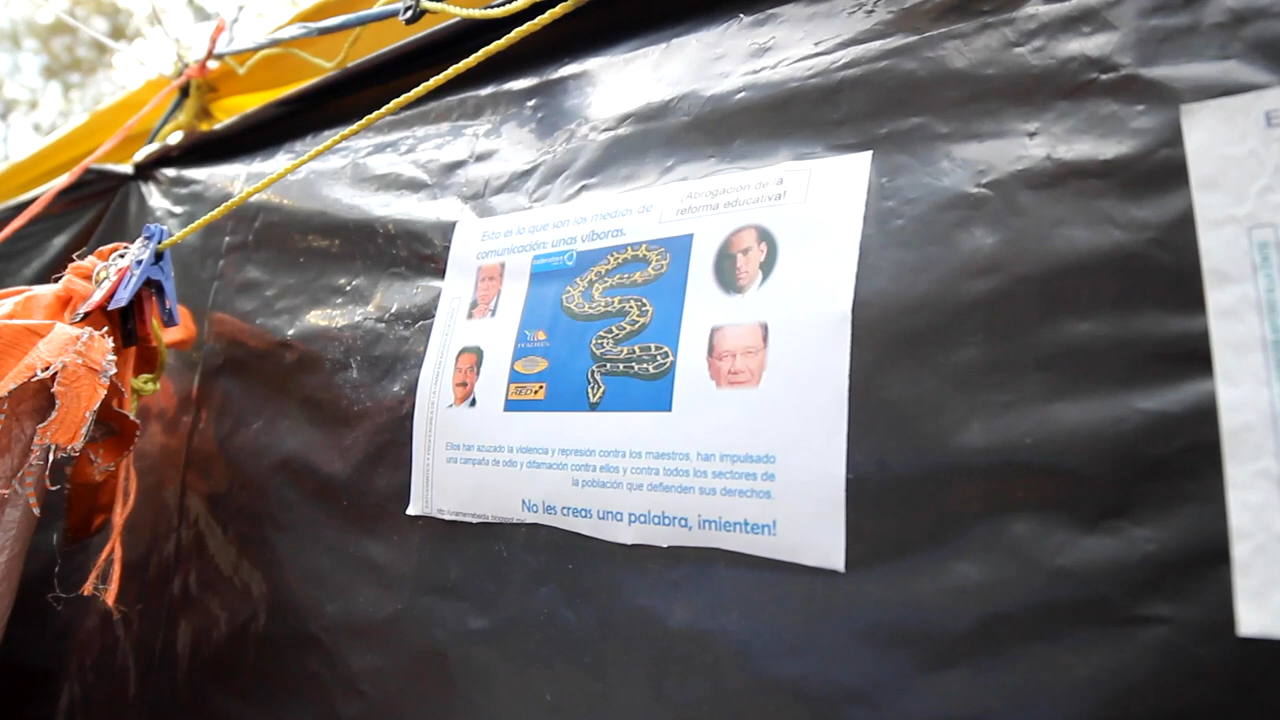 Esto es lo que son los medios de
comunicación: unas víboras.
¡Abrogación de la
reforma educativa!
RED
Ellos han azuzado la violencia y represión contra los maestros, han impulsado
una campaña de odio y difamación contra ellos y contra todos los sectores de
la población que defienden sus derechos.
No les creas una palabra, ¡mienten!